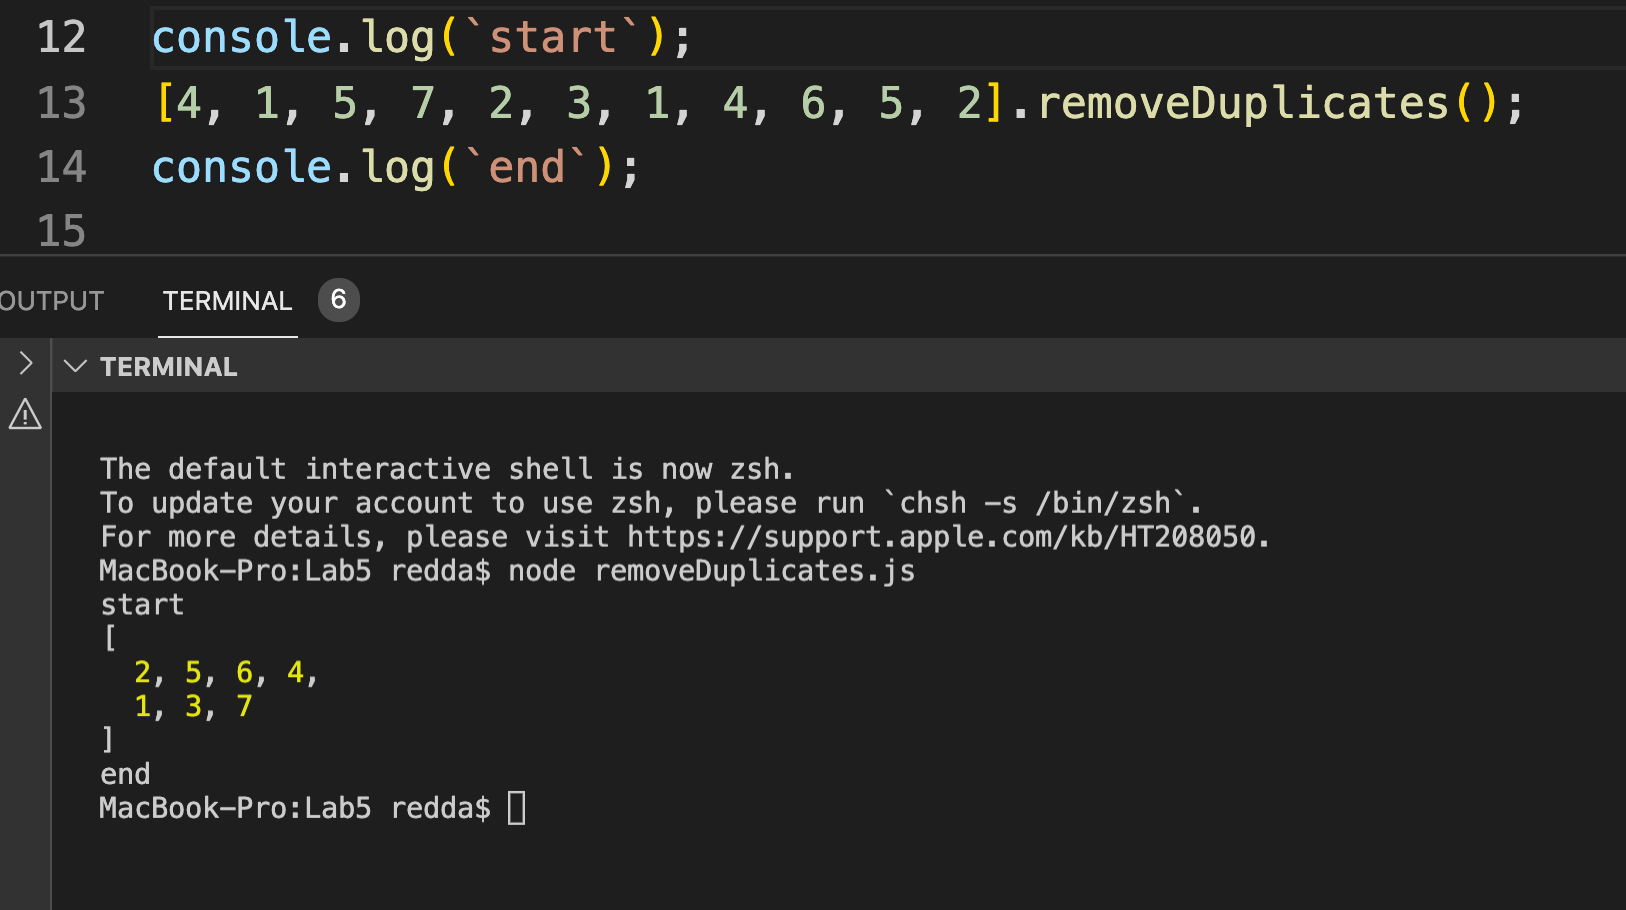 12 console.log(`start`);
13 [4, 1, 5, 7, 2, 3, 1, 4, 6, 5, 2].removeDuplicates();
14 console.log(`end`);
15
OUTPUT TERMINAL 6
TERMINAL
The default interactive shell is now zsh.
To update your account to use zsh, please run `chsh -s /bin/zsh`.
For more details, please visit https://support.apple.com/kb/HT208050.
MacBook-Pro:Lab5 redda$ node removeDuplicates.js
start
[
  2, 5, 6, 4,
  1, 3, 7
]
end
MacBook-Pro:Lab5 redda$